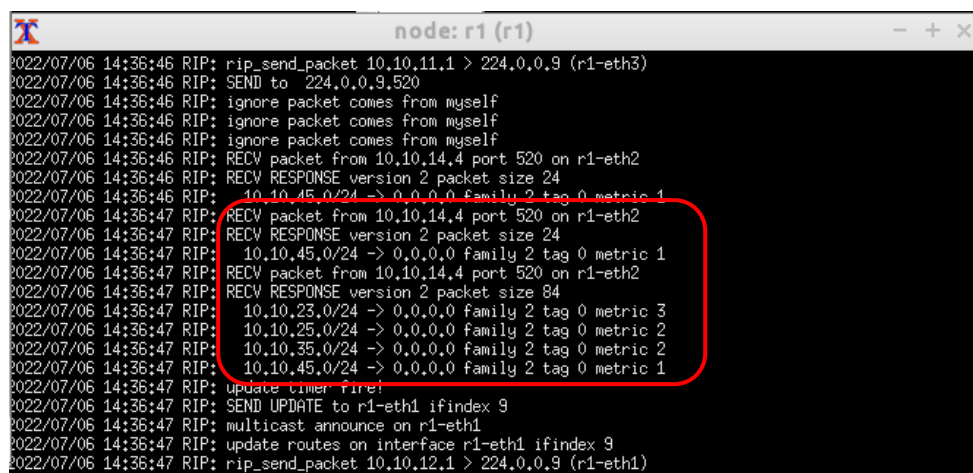 node: r1 (r1)
2022/07/06 14:36:46 RIP: rip_send_packet 10.10.11.1 > 224.0.0.9 (r1-eth3)
2022/07/06 14:36:46 RIP: SEND to 224.0.0.9.520
2022/07/06 14:36:46 RIP: ignore packet comes from myself
2022/07/06 14:36:46 RIP: ignore packet comes from myself
2022/07/06 14:36:46 RIP: ignore packet comes from myself
2022/07/06 14:36:46 RIP: RECV packet from 10.10.14.4 port 520 on r1-eth2
2022/07/06 14:36:46 RIP: RECV RESPONSE version 2 packet size 24
2022/07/06 14:36:46 RIP: 10.10.45.0/24 -> 0.0.0.0 family 2 tag 0 metric 1
2022/07/06 14:36:47 RIP: RECV packet from 10.10.14.4 port 520 on r1-eth2
2022/07/06 14:36:47 RIP: RECV RESPONSE version 2 packet size 24
2022/07/06 14:36:47 RIP: 10.10.45.0/24 -> 0.0.0.0 family 2 tag 0 metric 1
2022/07/06 14:36:47 RIP: RECV packet from 10.10.14.4 port 520 on r1-eth2
2022/07/06 14:36:47 RIP: RECV RESPONSE version 2 packet size 84
2022/07/06 14:36:47 RIP: 10.10.23.0/24 -> 0.0.0.0 family 2 tag 0 metric 3
2022/07/06 14:36:47 RIP: 10.10.25.0/24 -> 0.0.0.0 family 2 tag 0 metric 2
2022/07/06 14:36:47 RIP: 10.10.35.0/24 -> 0.0.0.0 family 2 tag 0 metric 2
2022/07/06 14:36:47 RIP: 10.10.45.0/24 -> 0.0.0.0 family 2 tag 0 metric 1
2022/07/06 14:36:47 RIP: update timer fire!
2022/07/06 14:36:47 RIP: SEND UPDATE to r1-eth1 ifindex 9
2022/07/06 14:36:47 RIP: multicast announce on r1-eth1
2022/07/06 14:36:47 RIP: update routes on interface r1-eth1 ifindex 9
2022/07/06 14:36:47 RIP: rip_send_packet 10.10.12.1 > 224.0.0.9 (r1-eth1)